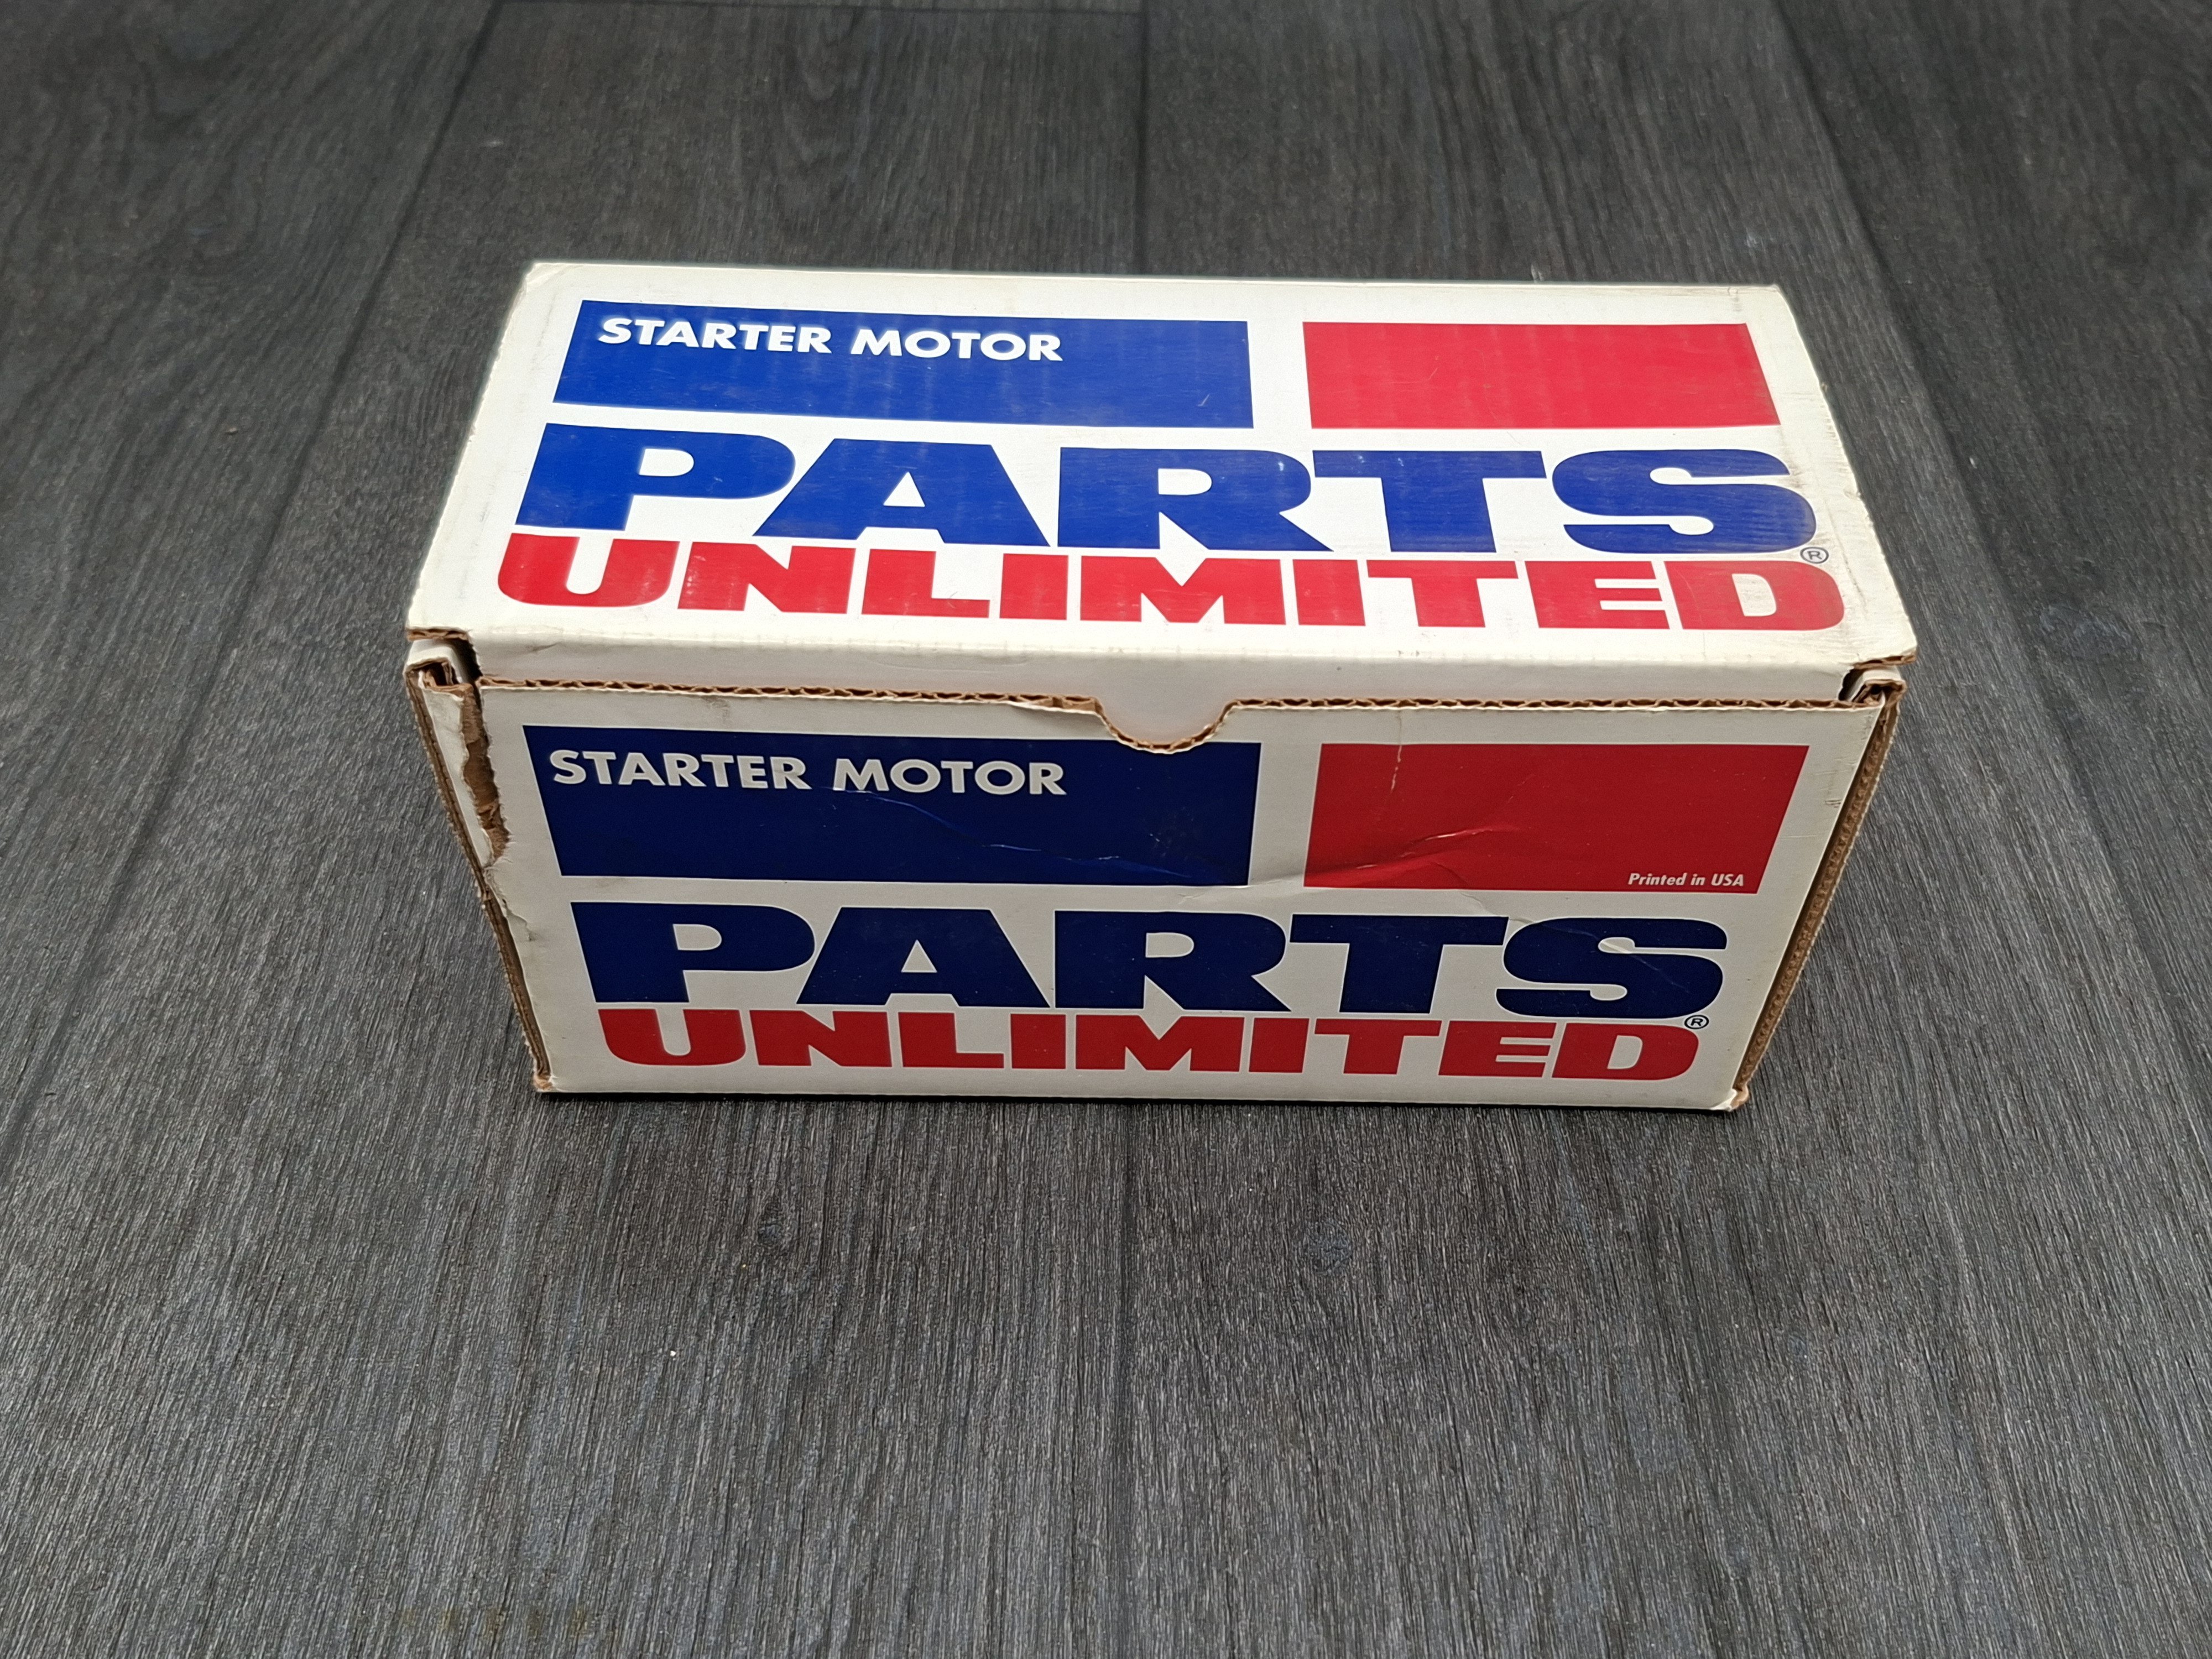 STARTER MOTOR
PARTS
UNLIMITED®
STARTER MOTOR
Printed in USA
PARTS
UNLIMITED®